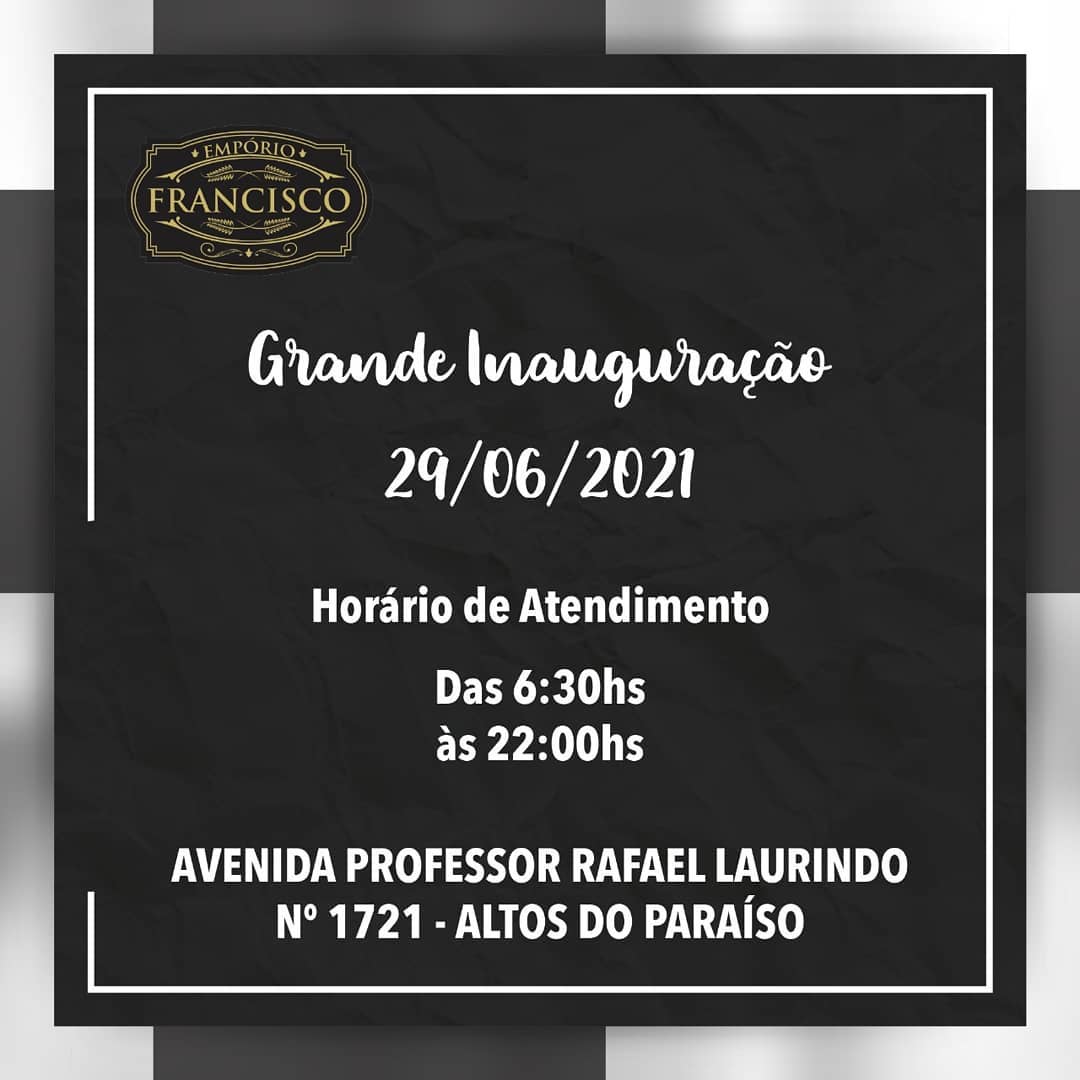 EMPÓRIO
FRANCISCO
Grande Inauguração
29/06/2021
Horário de Atendimento
Das 6:30hs
às 22:00hs
AVENIDA PROFESSOR RAFAEL LAURINDO
Nº 1721 - ALTOS DO PARAÍSO